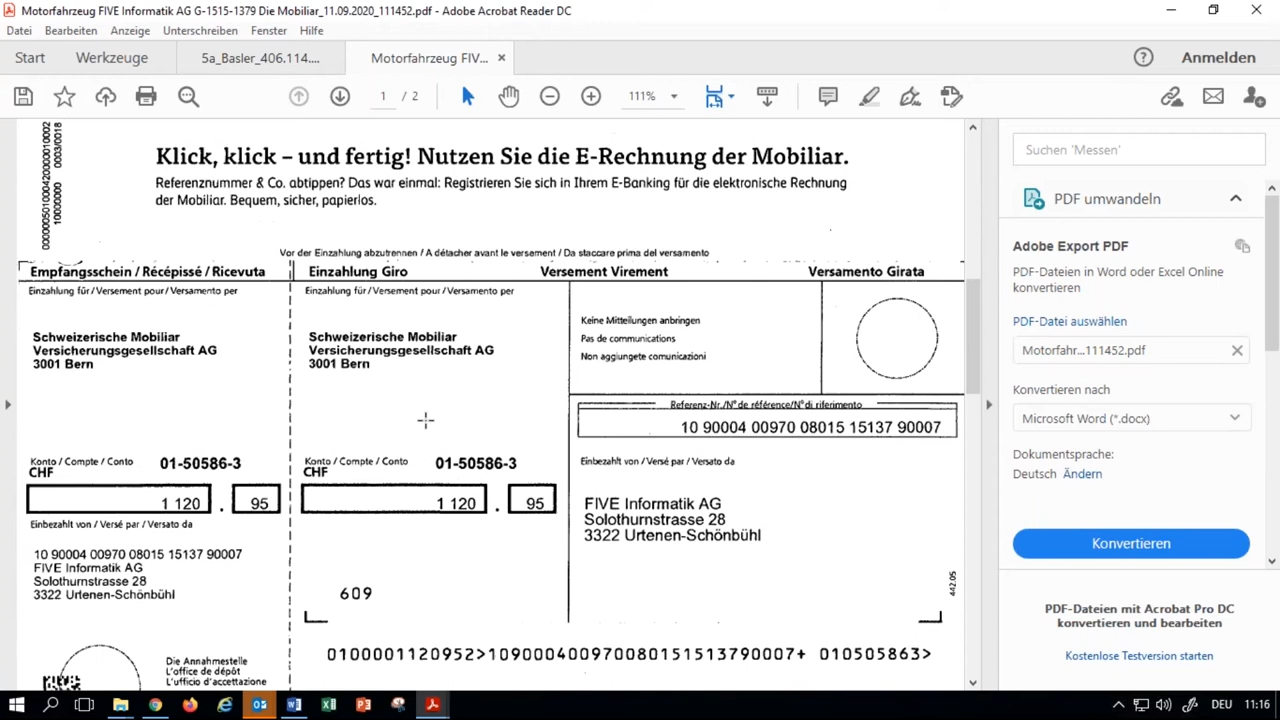 Motorfahrzeug FIVE Informatik AG G-1515-1379 Die Mobiliar_11.09.2020_111452.pdf - Adobe Acrobat Reader DC
Datei Bearbeiten Anzeige Unterschreiben Fenster Hilfe
Start Werkzeuge 5a_Basler_406.114.... Motorfahrzeug FIV... Anmelden
1 / 2 111%
00000050100042000010002
10000000 0003/0018
Klick, klick – und fertig! Nutzen Sie die E-Rechnung der Mobiliar.
Referenznummer & Co. abtippen? Das war einmal: Registrieren Sie sich in Ihrem E-Banking für die elektronische Rechnung
der Mobiliar. Bequem, sicher, papierlos.
Vor der Einzahlung abzutrennen / A détacher avant le versement / Da staccare prima del versamento
Empfangsschein / Récépissé / Ricevuta
Einzahlung für / Versement pour / Versamento per
Schweizerische Mobiliar
Versicherungsgesellschaft AG
3001 Bern
Konto / Compte / Conto 01-50586-3
CHF
1 120 . 95
Einbezahlt von / Versé par / Versato da
10 90004 00970 08015 15137 90007
FIVE Informatik AG
Solothurnstrasse 28
3322 Urtenen-Schönbühl
Die Annahmestelle
L'office de dépôt
L'ufficio d'accettazione
Einzahlung Giro Versement Virement Versamento Girata
Einzahlung für / Versement pour / Versamento per
Schweizerische Mobiliar
Versicherungsgesellschaft AG
3001 Bern
Konto / Compte / Conto 01-50586-3
CHF
1 120 . 95
609
Keine Mitteilungen anbringen
Pas de communications
Non aggiungete comunicazioni
Referenz-Nr./N° de référence/N° di riferimento
10 90004 00970 08015 15137 90007
Einbezahlt von / Versé par / Versato da
FIVE Informatik AG
Solothurnstrasse 28
3322 Urtenen-Schönbühl
442.05
0100001120952>109000400970080151513790007+ 010505863>
Suchen 'Messen'
PDF umwandeln
Adobe Export PDF
PDF-Dateien in Word oder Excel Online
konvertieren
PDF-Datei auswählen
Motorfahr...111452.pdf
Konvertieren nach
Microsoft Word (*.docx)
Dokumentsprache:
Deutsch Ändern
Konvertieren
PDF-Dateien mit Acrobat Pro DC
konvertieren und bearbeiten
Kostenlose Testversion starten
DEU 11:16